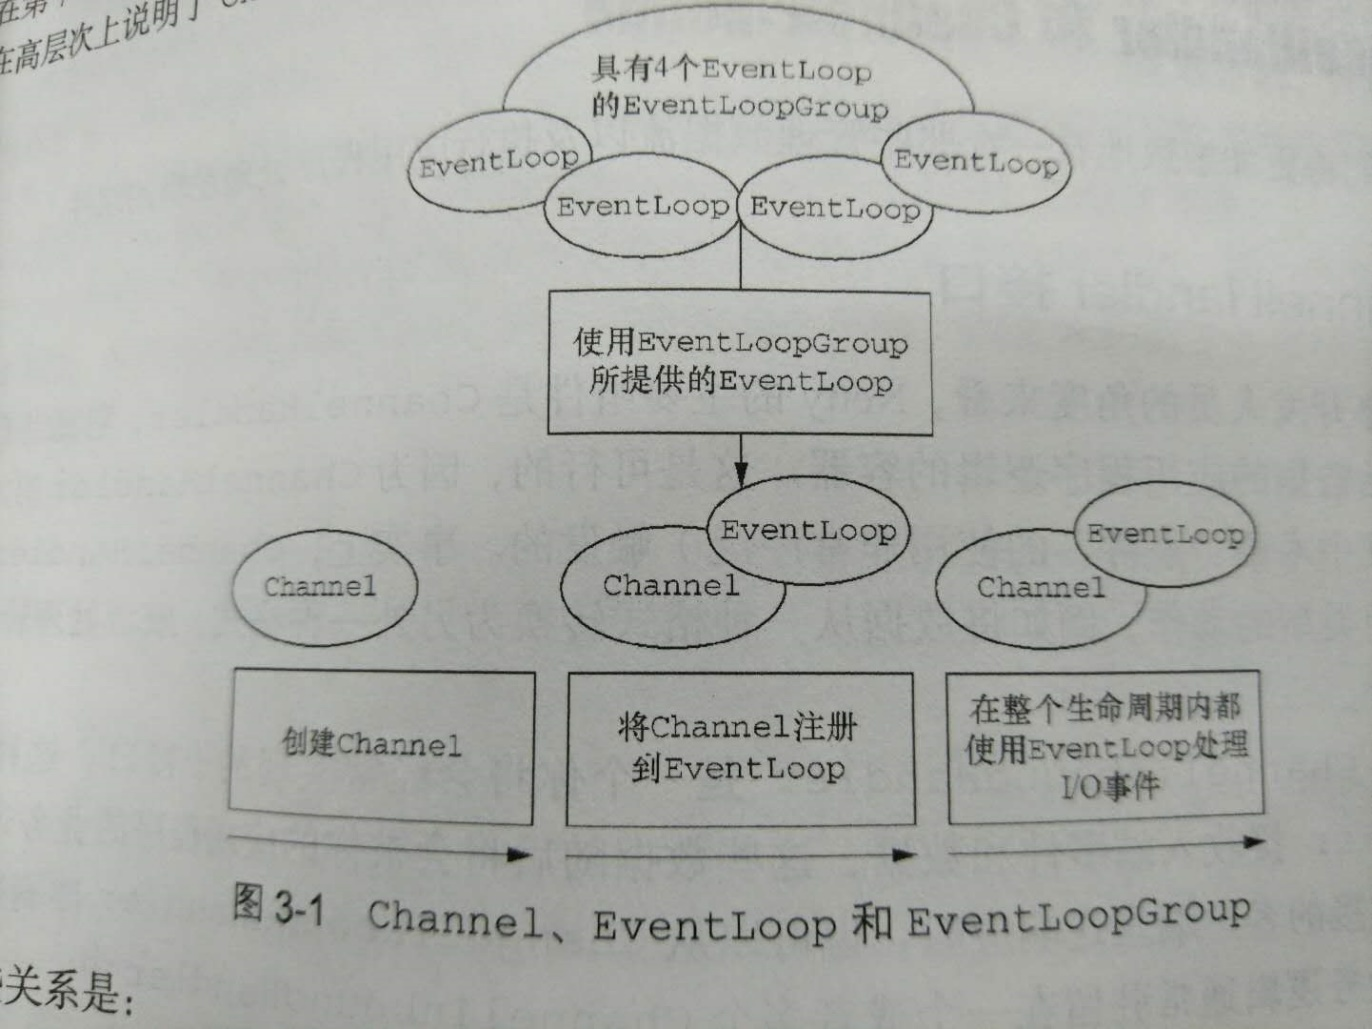 在高层次上说明了
具有4个EventLoop
的EventLoopGroup
EventLoop
EventLoop
EventLoop
EventLoop
使用EventLoopGroup
所提供的EventLoop
Channel
Channel
EventLoop
Channel
EventLoop
创建Channel
将Channel注册
到EventLoop
在整个生命周期内都
使用EventLoop处理
I/O事件
图 3-1 Channel、EventLoop 和 EventLoopGroup
关系是：